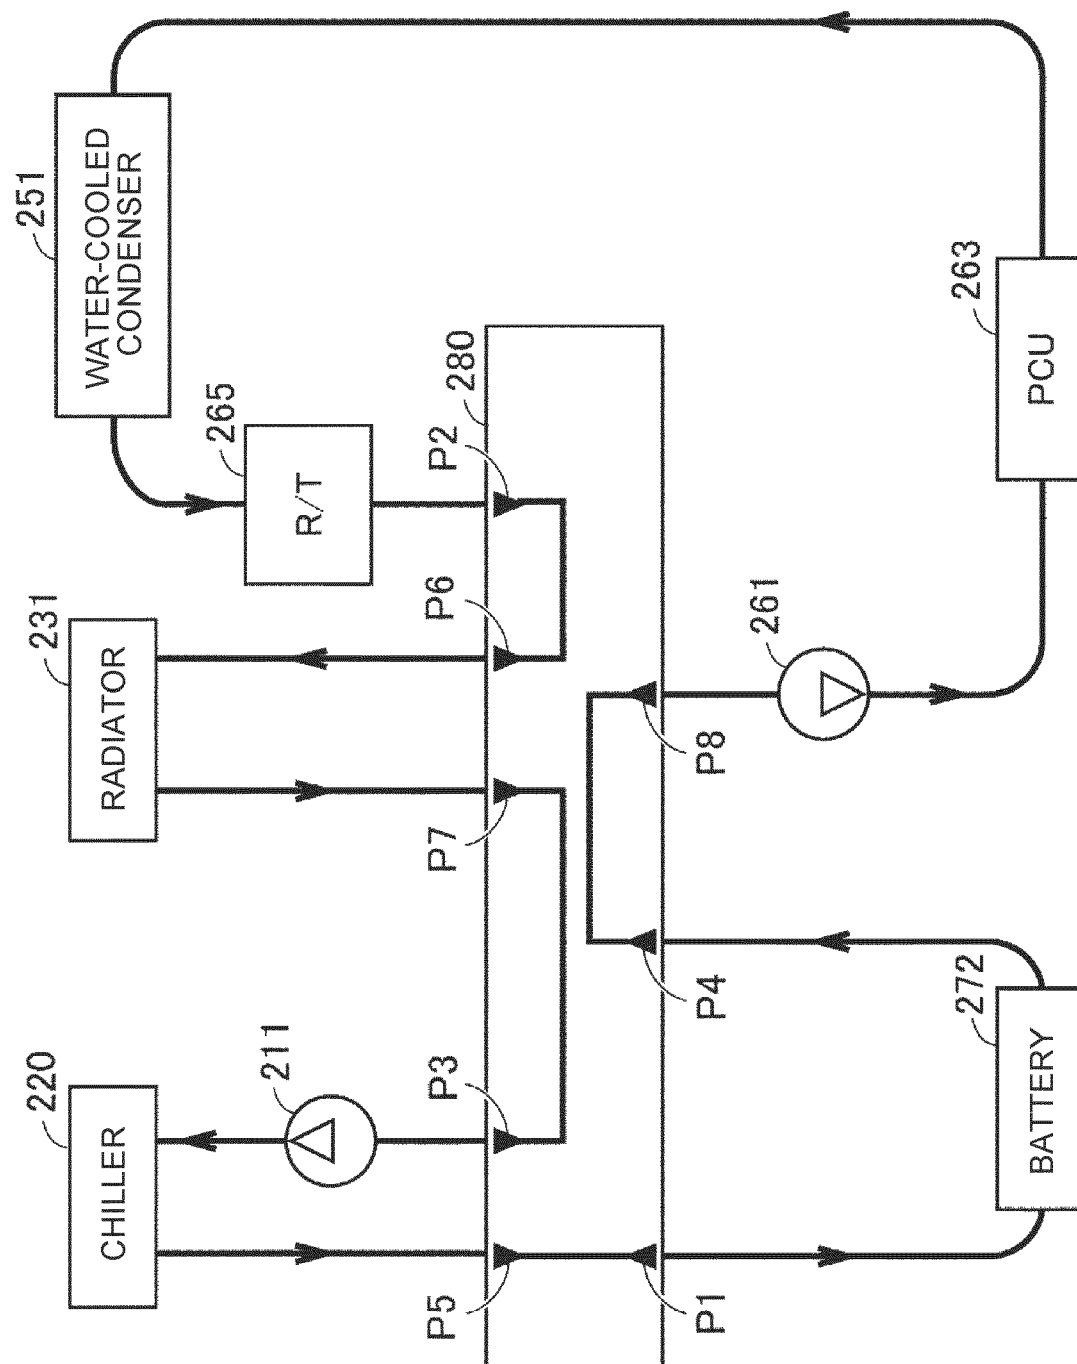 220
CHILLER
211
231
RADIATOR
265
R/T
251
WATER-COOLED
CONDENSER
P5
P3
P7
P6
P2
280
P1
P4
P8
261
272
BATTERY
263
PCU